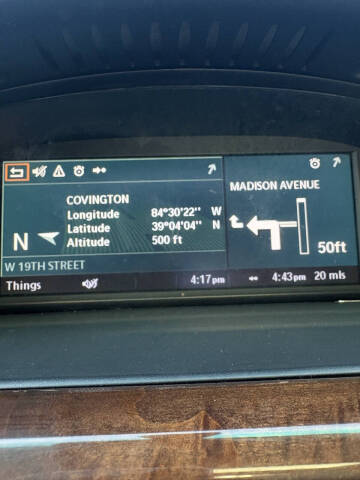 COVINGTON
Longitude 84°30'22" W
Latitude 39°04'04" N
Altitude 500 ft
N
W 19TH STREET
MADISON AVENUE
50ft
Things 4:17pm 4:43pm 20 mls